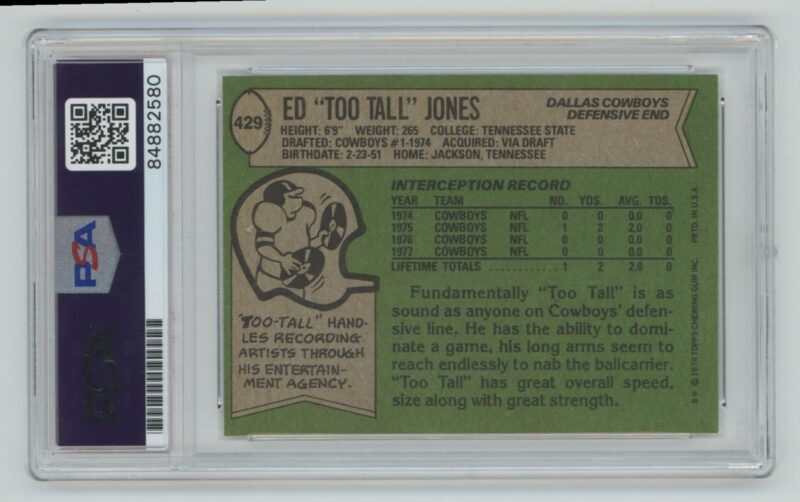 84882580
PSA
PSA
429
ED "TOO TALL" JONES
DALLAS COWBOYS
DEFENSIVE END
HEIGHT: 6'9" WEIGHT: 265 COLLEGE: TENNESSEE STATE
DRAFTED: COWBOYS #1-1974 ACQUIRED: VIA DRAFT
BIRTHDATE: 2-23-51 HOME: JACKSON, TENNESSEE
INTERCEPTION RECORD
YEAR TEAM NO. YDS. AVG. TDS.
1974 COWBOYS NFL 0 0 0.0 0
1975 COWBOYS NFL 1 2 2.0 0
1976 COWBOYS NFL 0 0 0.0 0
1977 COWBOYS NFL 0 0 0.0 0
LIFETIME TOTALS ............ 1 2 2.0 0
"TOO-TALL" HAND-
LES RECORDING
ARTISTS THROUGH
HIS ENTERTAIN-
MENT AGENCY.
Fundamentally "Too Tall" is as
sound as anyone on Cowboys' defen-
sive line. He has the ability to domi-
nate a game, his long arms seem to
reach endlessly to nab the ballcarrier.
"Too Tall" has great overall speed,
size along with great strength.
© 1978 TOPPS CHEWING GUM INC. PRTD. IN U.S.A.